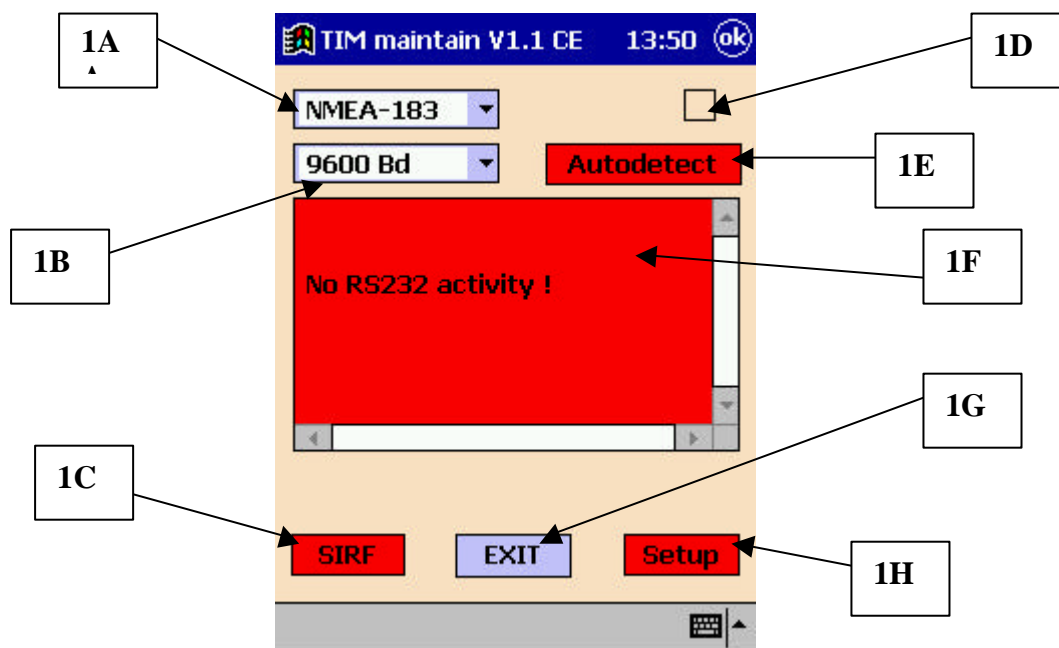 1A
TIM maintain V1.1 CE 13:50 ok
1D
NMEA-183
9600 Bd
Autodetect
1E
1B
No RS232 activity !
1F
1G
1C
SIRF
EXIT
Setup
1H